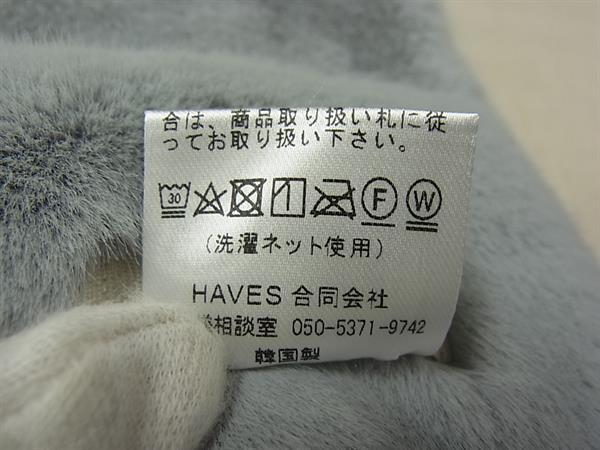 合は、商品取り扱い札に従
ってお取り扱い下さい。
30 F W
(洗濯ネット使用)
HAVES 合同会社
相談室 050-5371-9742
韓国製